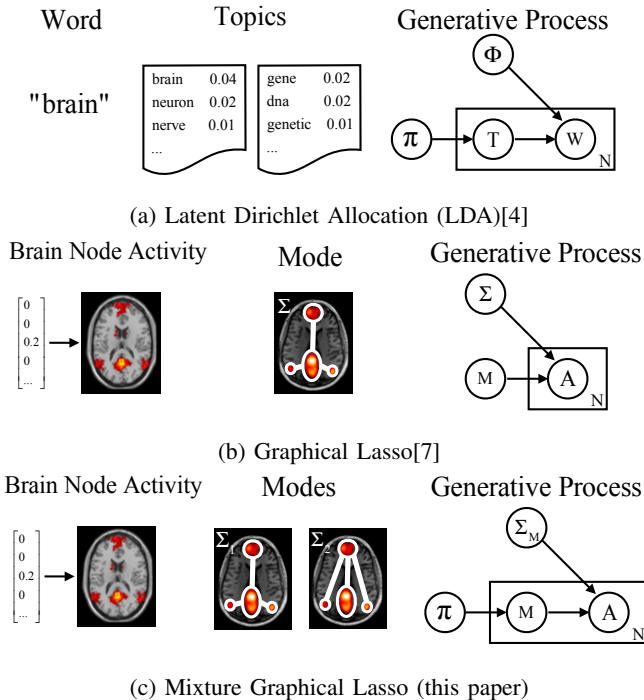 Word Topics Generative Process
"brain"
brain 0.04
neuron 0.02
nerve 0.01
...
gene 0.02
dna 0.02
genetic 0.01
...
Φ
π T W
N
(a) Latent Dirichlet Allocation (LDA)[4]
Brain Node Activity Mode Generative Process
0
0
0.2
0
...
Σ
Σ
M A
N
(b) Graphical Lasso[7]
Brain Node Activity Modes Generative Process
0
0
0.2
0
...
Σ1 Σ2
ΣM
π M A
N
(c) Mixture Graphical Lasso (this paper)